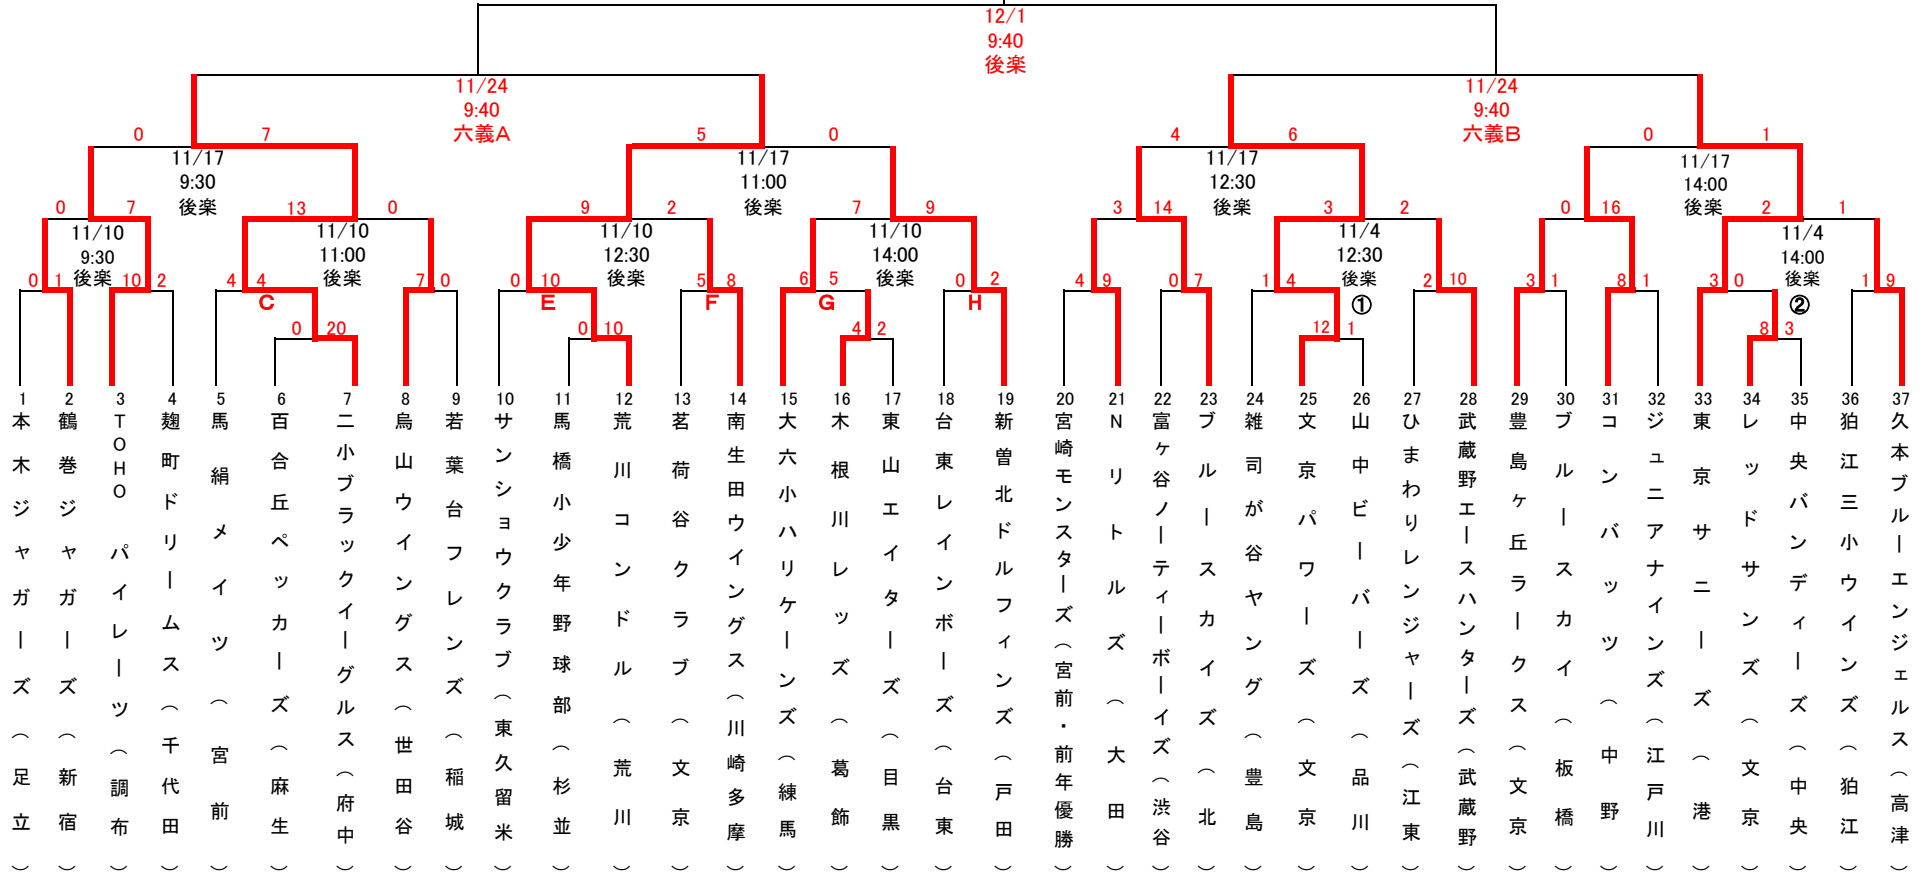 12/1
9:40
後楽
11/24
9:40
六義A
11/24
9:40
六義B
0 7
5 0
4 6
0 1
11/17
9:30
後楽
11/17
11:00
後楽
11/17
12:30
後楽
11/17
14:00
後楽
0 7
13 0
9 2
7 9
3 14
3 2
0 16
2 1
11/10
9:30
後楽
11/10
11:00
後楽
11/10
12:30
後楽
11/10
14:00
後楽
11/4
12:30
後楽
①
11/4
14:00
後楽
②
0 1
10 2
4 4
C
7 0
0 10
E
5 8
F
6 5
G
0 2
H
4 9
0 7
1 4
2 10
3 1
8 1
3 0
1 9
0 20
0 10
4 2
12 1
8 3
1 本木ジャガーズ(足立)
2 鶴巻ジャガーズ(新宿)
3 TOHO パイレーツ(調布)
4 麹町ドリームス(千代田)
5 馬絹メイツ(宮前)
6 百合丘ペッカーズ(麻生)
7 二小ブラックイーグルス(府中)
8 烏山ウイングス(世田谷)
9 若葉台フレンズ(稲城)
10 サンショウクラブ(東久留米)
11 馬橋小少年野球部(杉並)
12 荒川コンドル(荒川)
13 茗荷谷クラブ(文京)
14 南生田ウイングス(川崎多摩)
15 大六小ハリケーンズ(練馬)
16 木根川レッズ(葛飾)
17 東山エイターズ(目黒)
18 台東レインボーズ(台東)
19 新曽北ドルフィンズ(戸田)
20 宮崎モンスターズ(宮前・前年優勝)
21 Nリトルズ(大田)
22 富ヶ谷ノーティーボーイズ(渋谷)
23 ブルースカイズ(北)
24 雑司が谷ヤング(豊島)
25 文京パワーズ(文京)
26 山中ビーバーズ(品川)
27 ひまわりレンジャーズ(江東)
28 武蔵野エースハンターズ(武蔵野)
29 豊島ヶ丘ラークス(文京)
30 ブルースカイ(板橋)
31 コンバッツ(中野)
32 ジュニアナインズ(江戸川)
33 東京サニーズ(港)
34 レッドサンズ(文京)
35 中央バンディーズ(中央)
36 狛江三小ウインズ(狛江)
37 久本ブルーエンジェルス(高津)